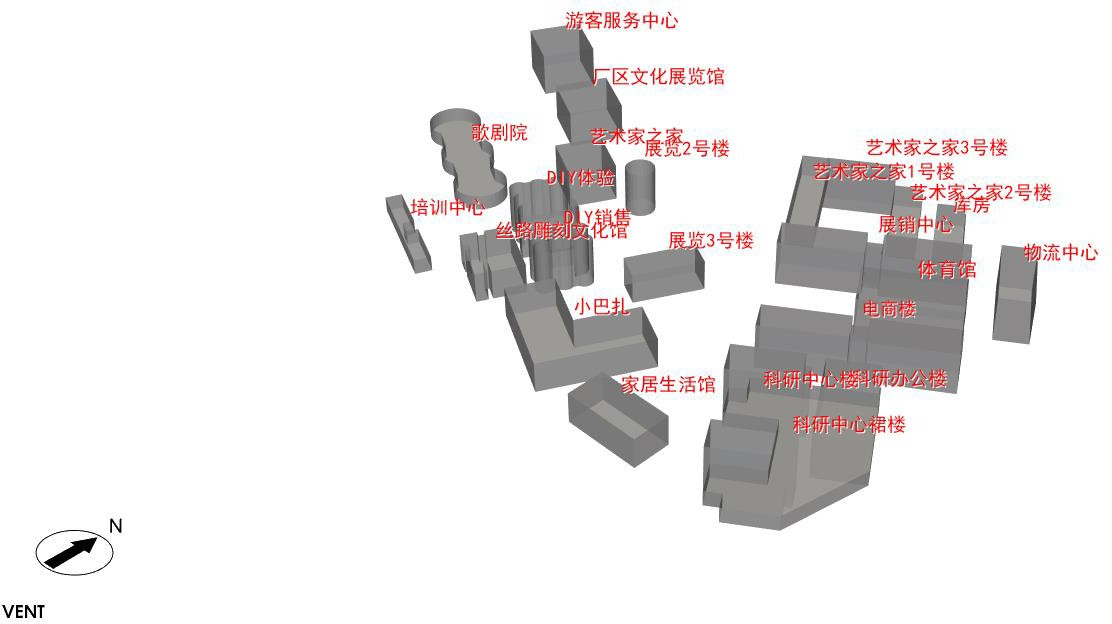 游客服务中心
厂区文化展览馆
歌剧院
艺术家之家
展览2号楼
艺术家之家3号楼
艺术家之家1号楼
DIY体验
艺术家之家2号楼
库房
培训中心
DIY销售
展销中心
丝路雕刻文化馆
展览3号楼
物流中心
体育馆
小巴扎
电商楼
家居生活馆
科研中心楼
科研办公楼
科研中心裙楼
N
VENT